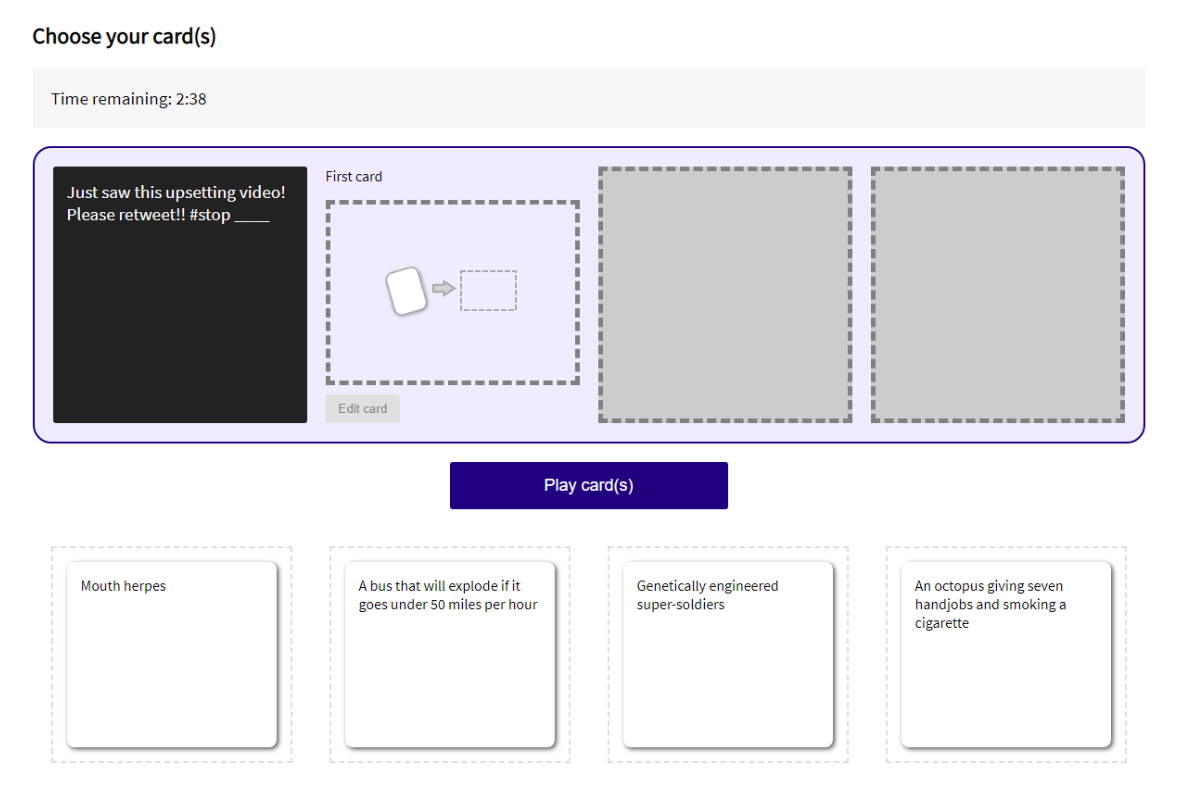 Choose your card(s)
Time remaining: 2:38
Just saw this upsetting video!
Please retweet!! #stop ____
First card
Edit card
Play card(s)
Mouth herpes
A bus that will explode if it
goes under 50 miles per hour
Genetically engineered
super-soldiers
An octopus giving seven
handjobs and smoking a
cigarette